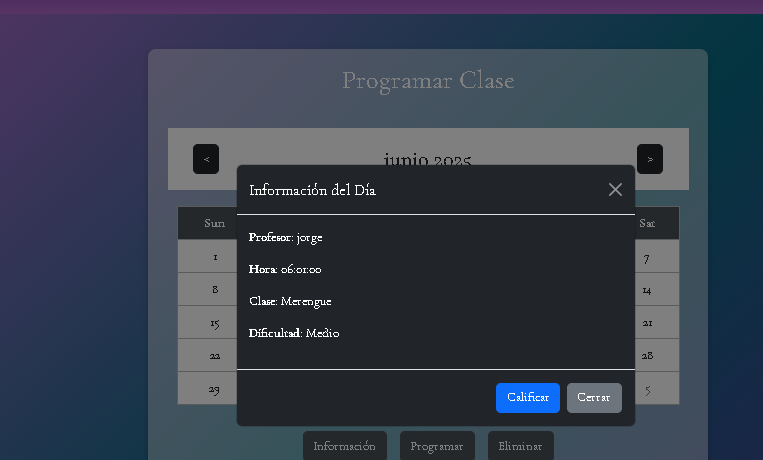 Programar Clase
< junio 2025 >
Información del Día
Sun Sat
Profesor: jorge
1 7
Hora: 06:01:00
8 14
Clase: Merengue
15 21
Dificultad: Medio
22 28
29 5
Calificar Cerrar
Información Programar Eliminar